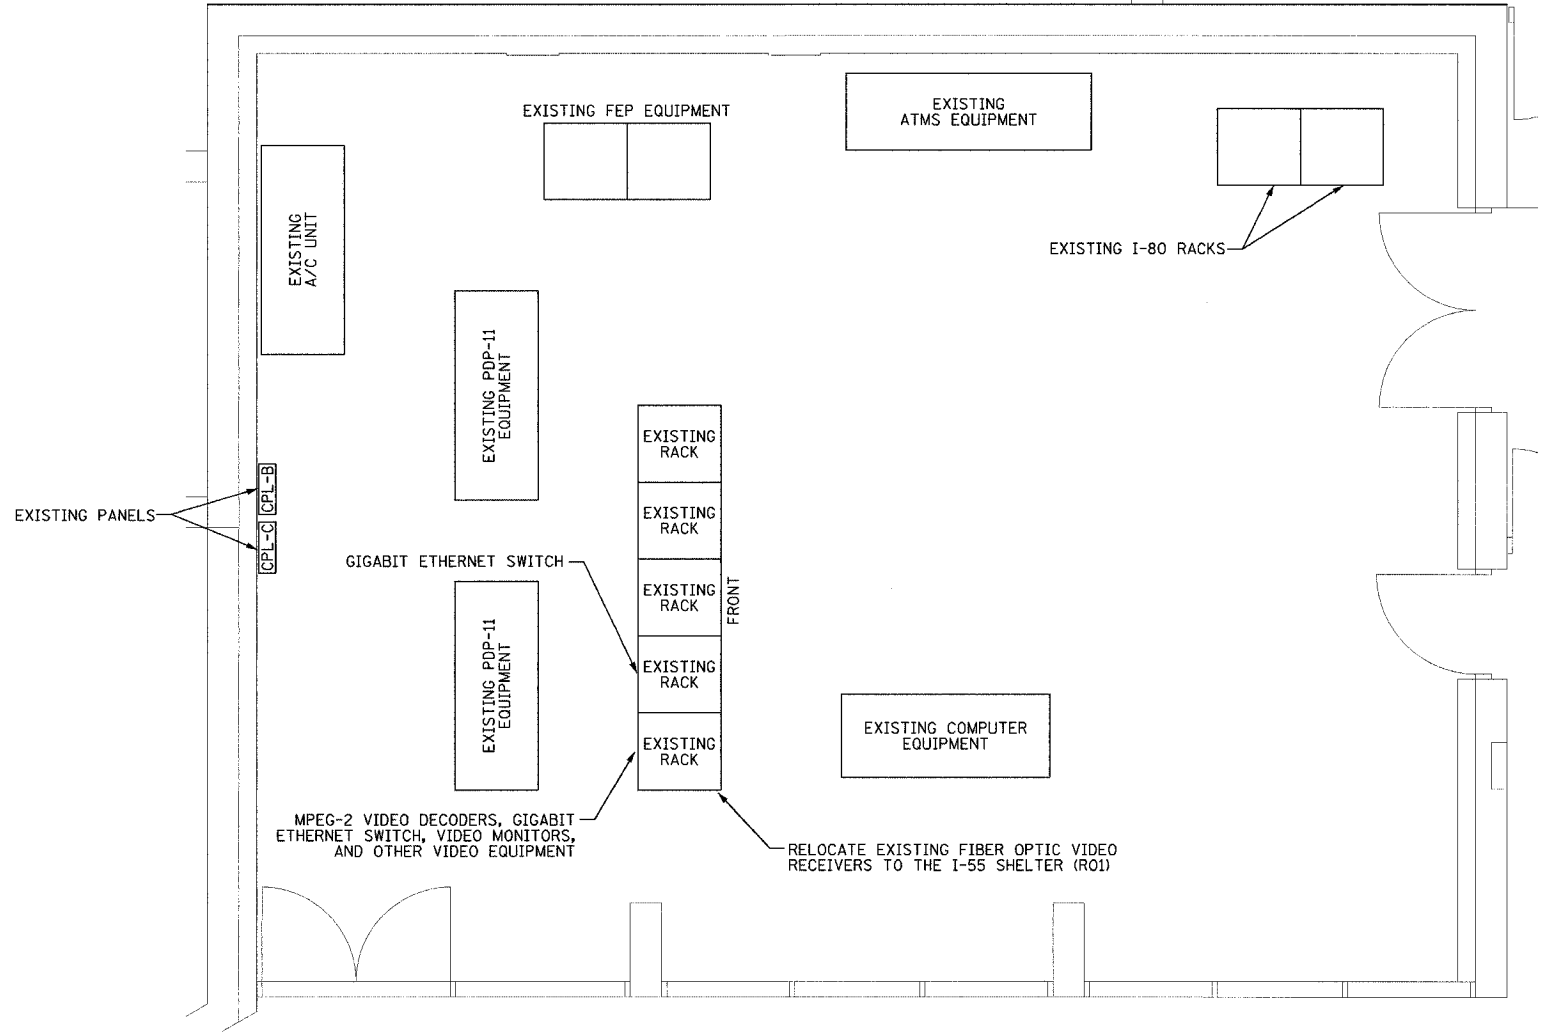 EXISTING FEP EQUIPMENT
EXISTING
ATMS EQUIPMENT
EXISTING
A/C UNIT
EXISTING I-80 RACKS
EXISTING PDP-11
EQUIPMENT
EXISTING
RACK
EXISTING PANELS
CPL-B
CPL-C
EXISTING
RACK
GIGABIT ETHERNET SWITCH
EXISTING
RACK
FRONT
EXISTING PDP-11
EQUIPMENT
EXISTING
RACK
EXISTING
RACK
EXISTING COMPUTER
EQUIPMENT
MPEG-2 VIDEO DECODERS, GIGABIT
ETHERNET SWITCH, VIDEO MONITORS,
AND OTHER VIDEO EQUIPMENT
RELOCATE EXISTING FIBER OPTIC VIDEO
RECEIVERS TO THE I-55 SHELTER (R01)